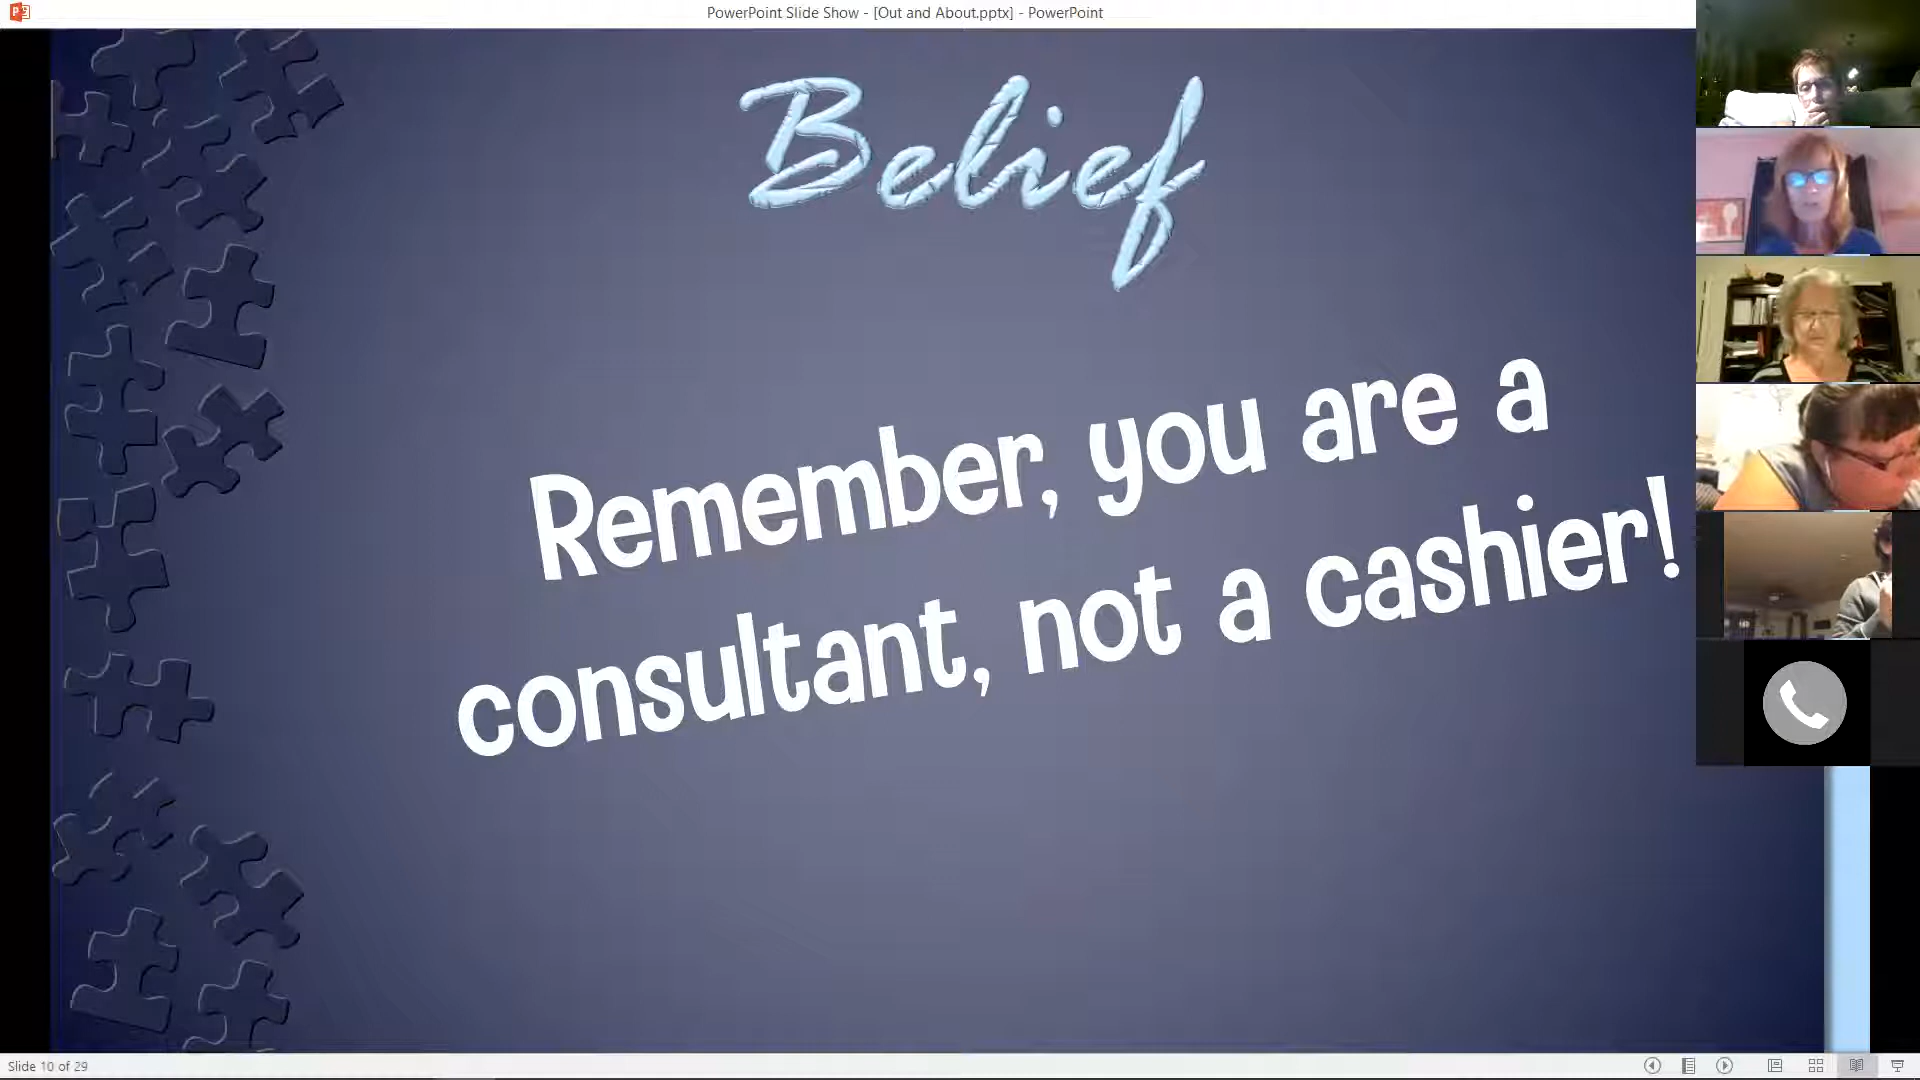 PowerPoint Slide Show - [Out and About.pptx] - PowerPoint
Belief
Remember, you are a
consultant, not a cashier!
Slide 10 of 29